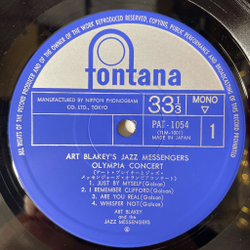 ALL RIGHTS OF THE RECORD PRODUCER AND OF THE OWNER OF THE WORK REPRODUCED RESERVED, COPYING, PUBLIC PERFORMANCE AND BROADCASTING OF THIS RECORD PROHIBITED
fontana
MANUFACTURED BY NIPPON PHONOGRAM
CO. LTD., TOKYO
33 1/3
MONO
PAT-1054
MADE IN JAPAN
1
ART BLAKEY'S JAZZ MESSENGERS
OLYMPIA CONCERT
1. JUST BY MYSELF (Golson)
2. I REMEMBER CLIFFORD (Golson)
3. ARE YOU REAL (Golson)
4. WHISPER NOT (Golson)
ART BLAKEY
and the
JAZZ MESSENGERS